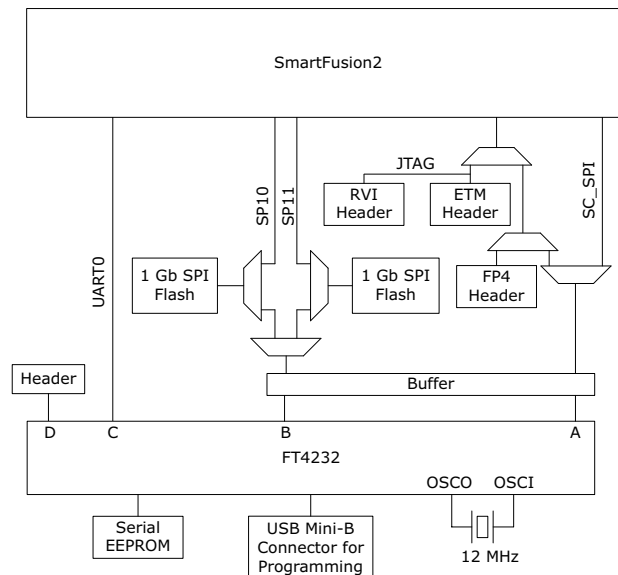 SmartFusion2
JTAG
RVI
Header
ETM
Header
SC_SPI
SP10
SP11
UART0
1 Gb SPI
Flash
1 Gb SPI
Flash
FP4
Header
Header
Buffer
D
C
B
A
FT4232
OSCO
OSCI
Serial
EEPROM
USB Mini-B
Connector for
Programming
12 MHz